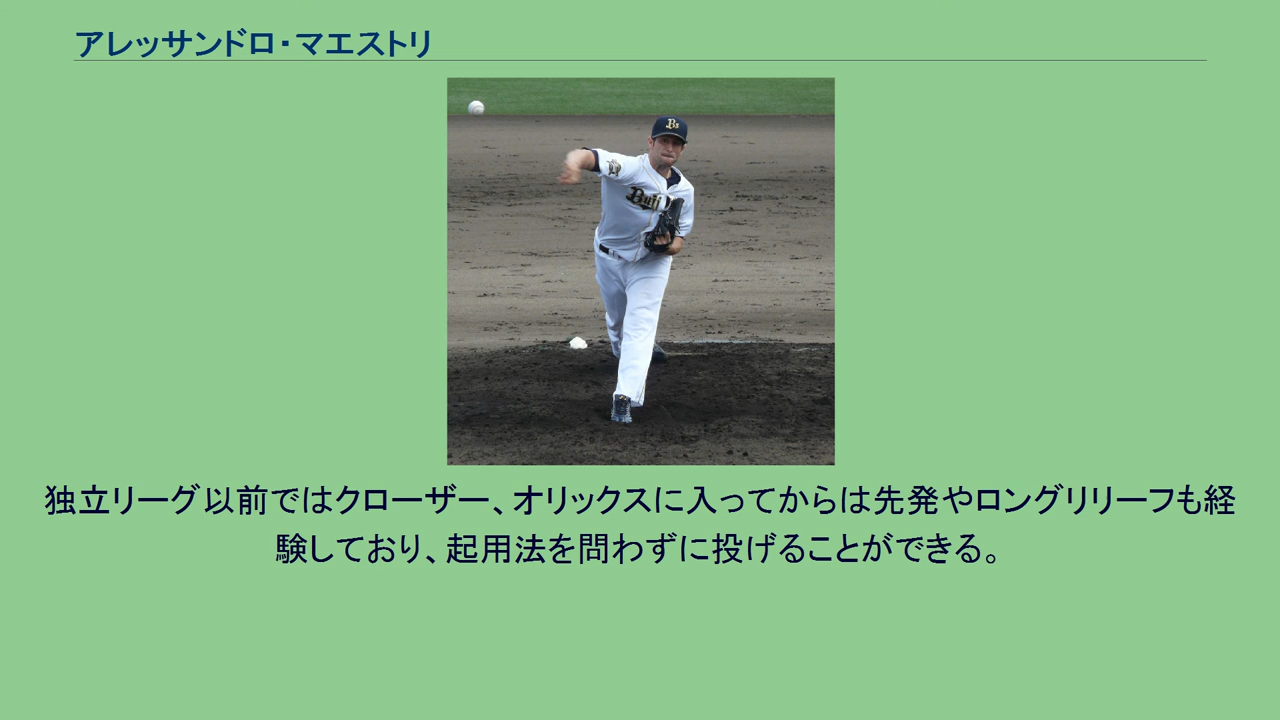 アレッサンドロ・マエストリ
Bs
Buff
独立リーグ以前ではクローザー、オリックスに入ってからは先発やロングリリーフも経
験しており、起用法を問わずに投げることができる。